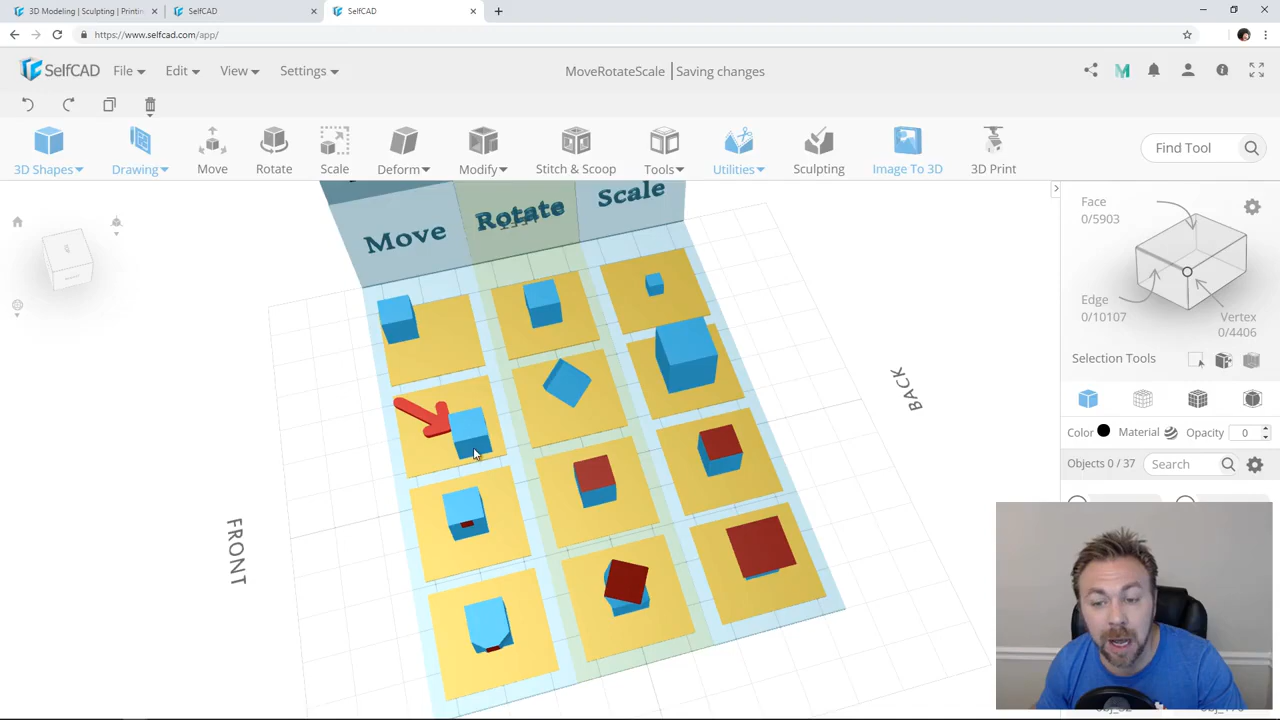 3D Modeling | Sculpting | Printin
SelfCAD
SelfCAD
https://www.selfcad.com/app/
SelfCAD
File
Edit
View
Settings
MoveRotateScale
Saving changes
3D Shapes
Drawing
Move
Rotate
Scale
Deform
Modify
Stitch & Scoop
Tools
Utilities
Sculpting
Image To 3D
3D Print
Find Tool
Move
Rotate
Scale
FRONT
BACK
Face
0/5903
Edge
0/10107
Vertex
0/4406
Selection Tools
Color
Material
Opacity
0
Objects 0 / 37
Search